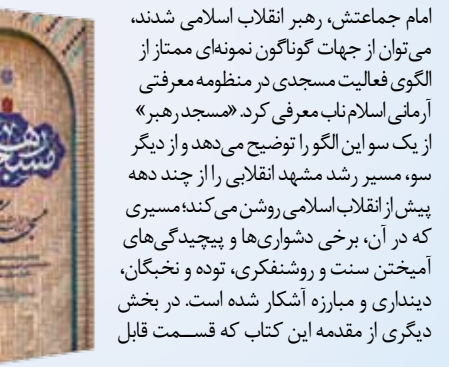 امام جماعتش، رهبر انقلاب اسلامی شدند،
می‌توان از جهات گوناگون نمونه‌ای ممتاز از
الگوی فعالیت مسجدی در منظومه معرفتی
آرمانی اسلام ناب معرفی کرد. «مسجد رهبر»
از یک سو این الگو را توضیح می‌دهد و از دیگر
سو، مسیر رشد مشهد انقلابی را از چند دهه
پیش از انقلاب اسلامی روشن می‌کند؛ مسیری
که در آن، برخی دشواری‌ها و پیچیدگی‌های
آمیختن سنت و روشنفکری، توده و نخبگان،
دینداری و مبارزه آشکار شده است. در بخش
دیگری از مقدمه این کتاب که قسمت قابل